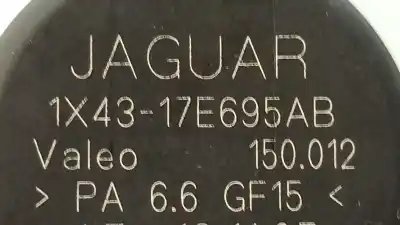 JAGUAR
1X43-17E695AB
Valeo 150.012
> PA 6.6 GF15 <